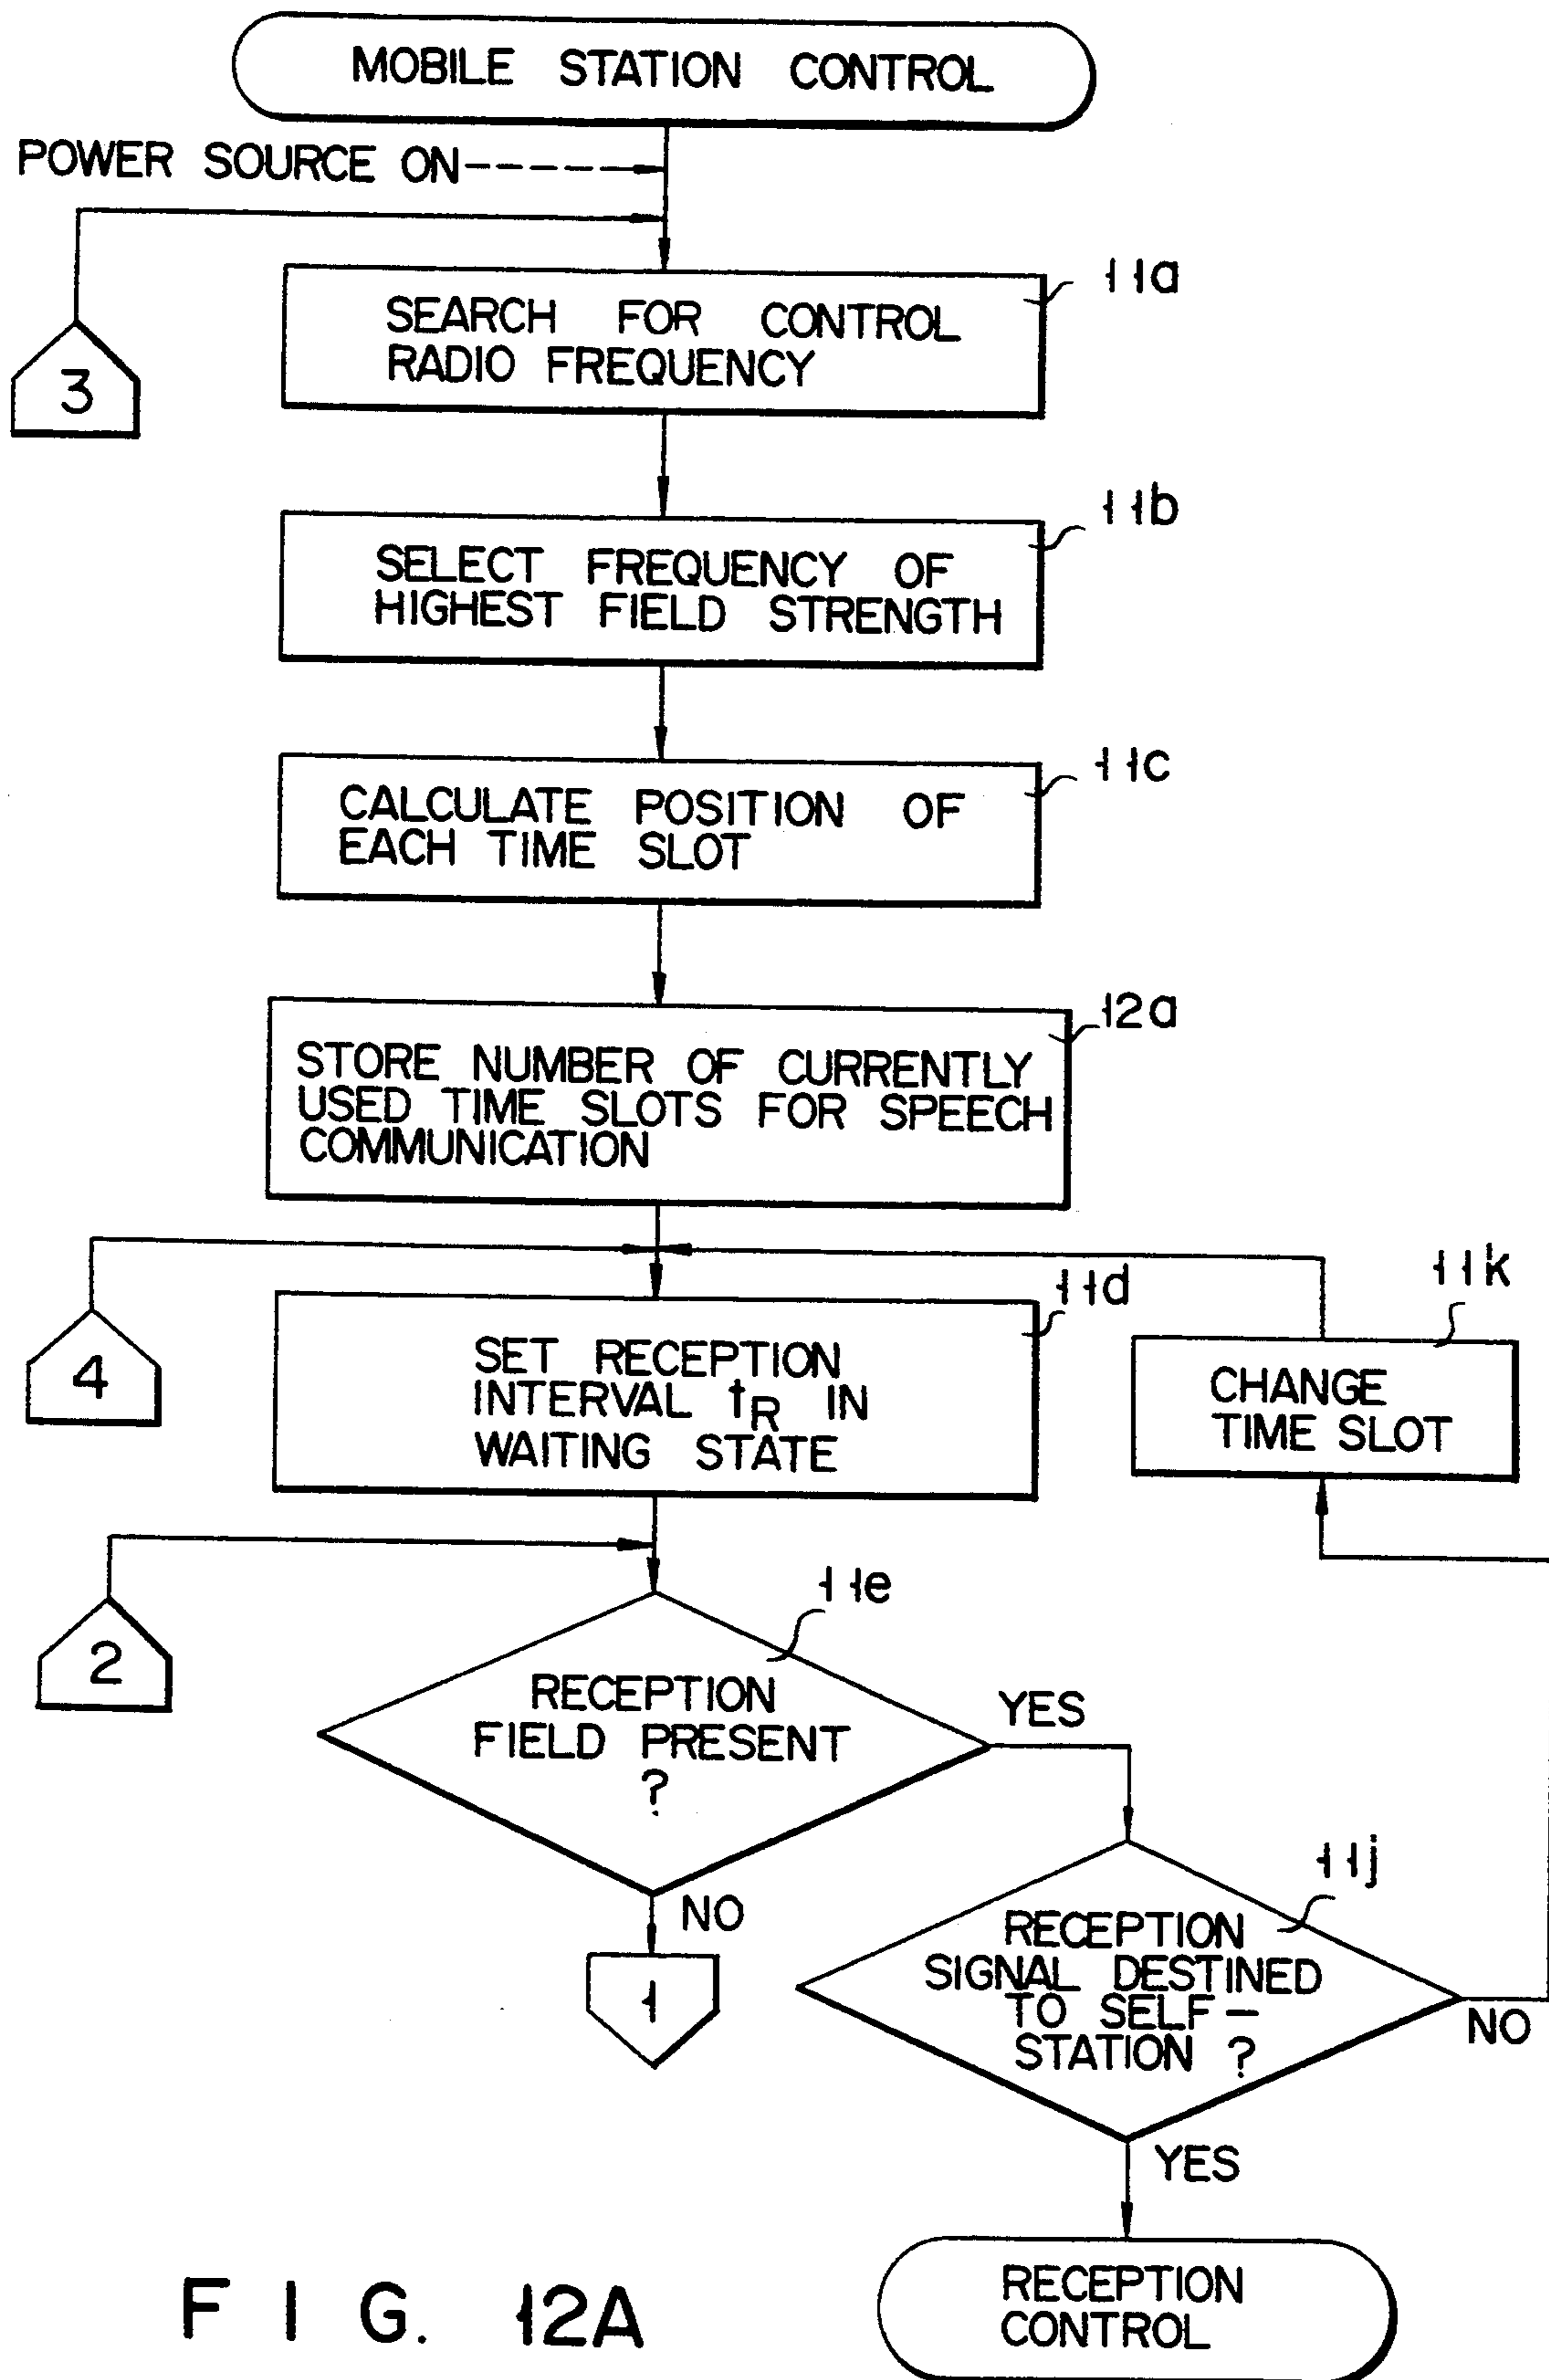 MOBILE STATION CONTROL
POWER SOURCE ON
11a
SEARCH FOR CONTROL
RADIO FREQUENCY
3
11b
SELECT FREQUENCY OF
HIGHEST FIELD STRENGTH
11c
CALCULATE POSITION OF
EACH TIME SLOT
12a
STORE NUMBER OF CURRENTLY
USED TIME SLOTS FOR SPEECH
COMMUNICATION
11d
11k
4
SET RECEPTION
INTERVAL tR IN
WAITING STATE
CHANGE
TIME SLOT
11e
2
RECEPTION
FIELD PRESENT
?
YES
11j
NO
1
RECEPTION
SIGNAL DESTINED
TO SELF-
STATION ?
NO
YES
RECEPTION
CONTROL
FIG. 12A